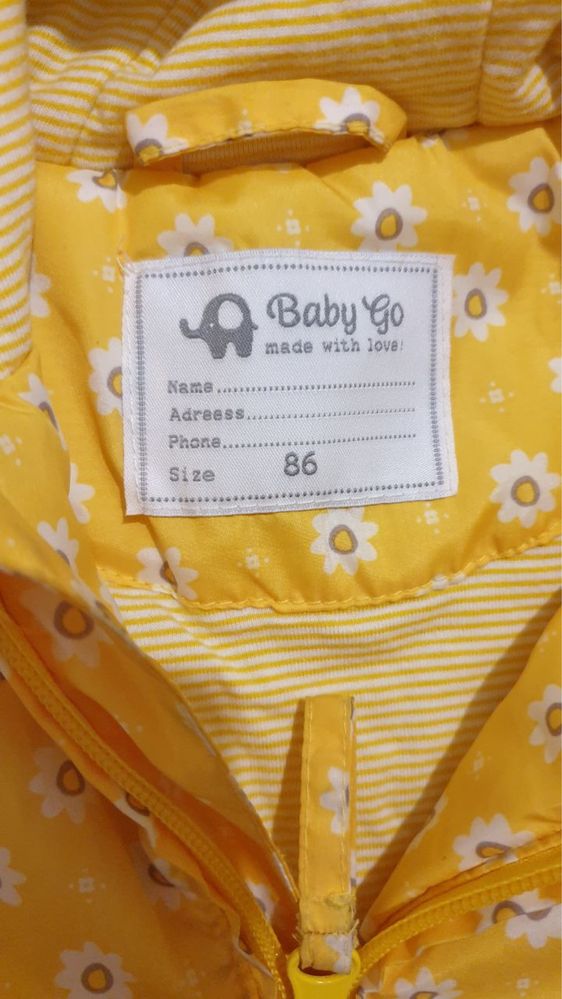 Baby Go
made with love!
Name
Adreess
Phone
Size 86